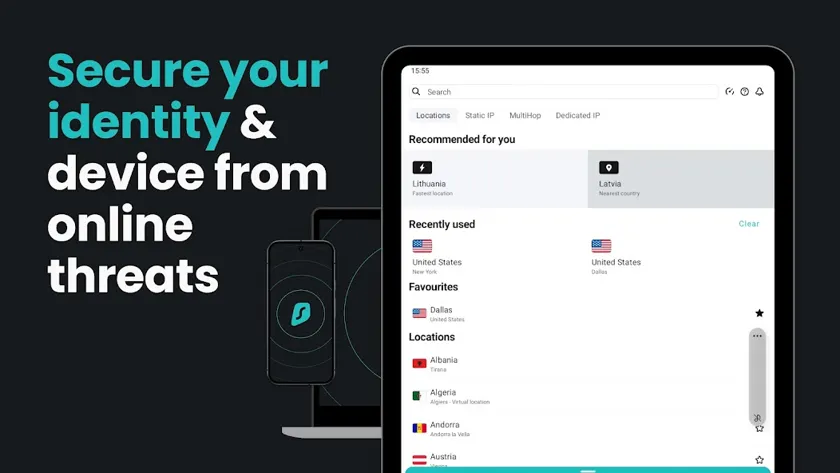 Secure your
identity &
device from
online
threats
15:55
Search
Locations Static IP MultiHop Dedicated IP
Recommended for you
Lithuania
Fastest location
Latvia
Nearest country
Recently used Clear
United States
New York
United States
Dallas
Favourites
Dallas
United States
Locations
Albania
Tirana
Algeria
Algiers - Virtual location
Andorra
Andorra la Vella
Austria